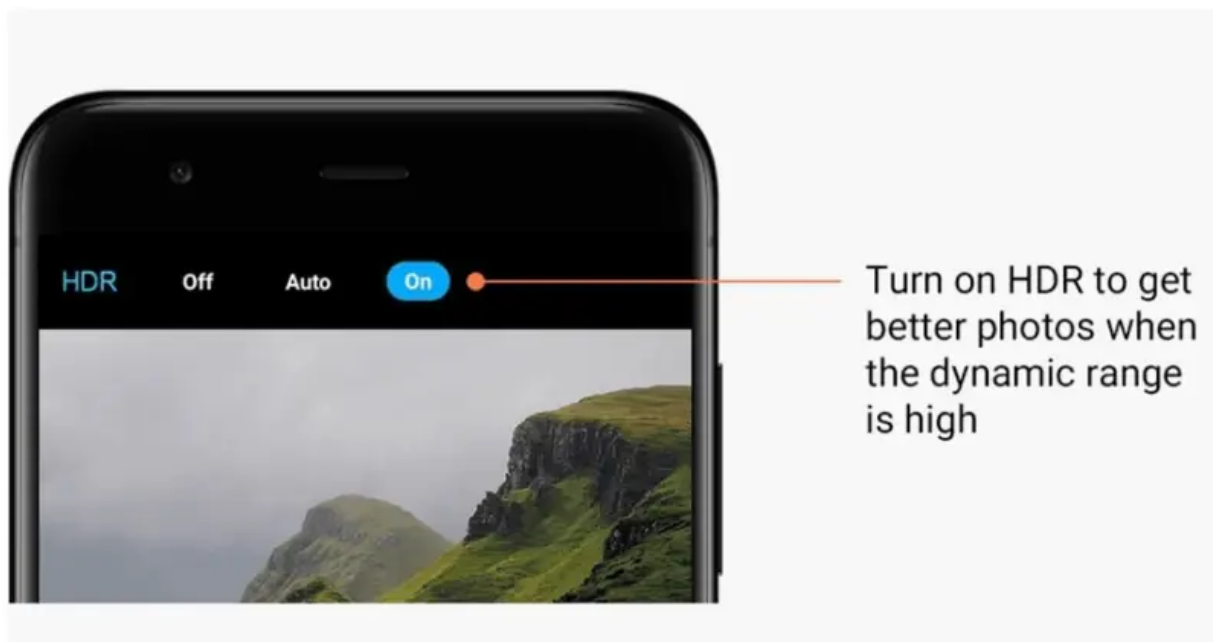 HDR Off Auto On
Turn on HDR to get
better photos when
the dynamic range
is high